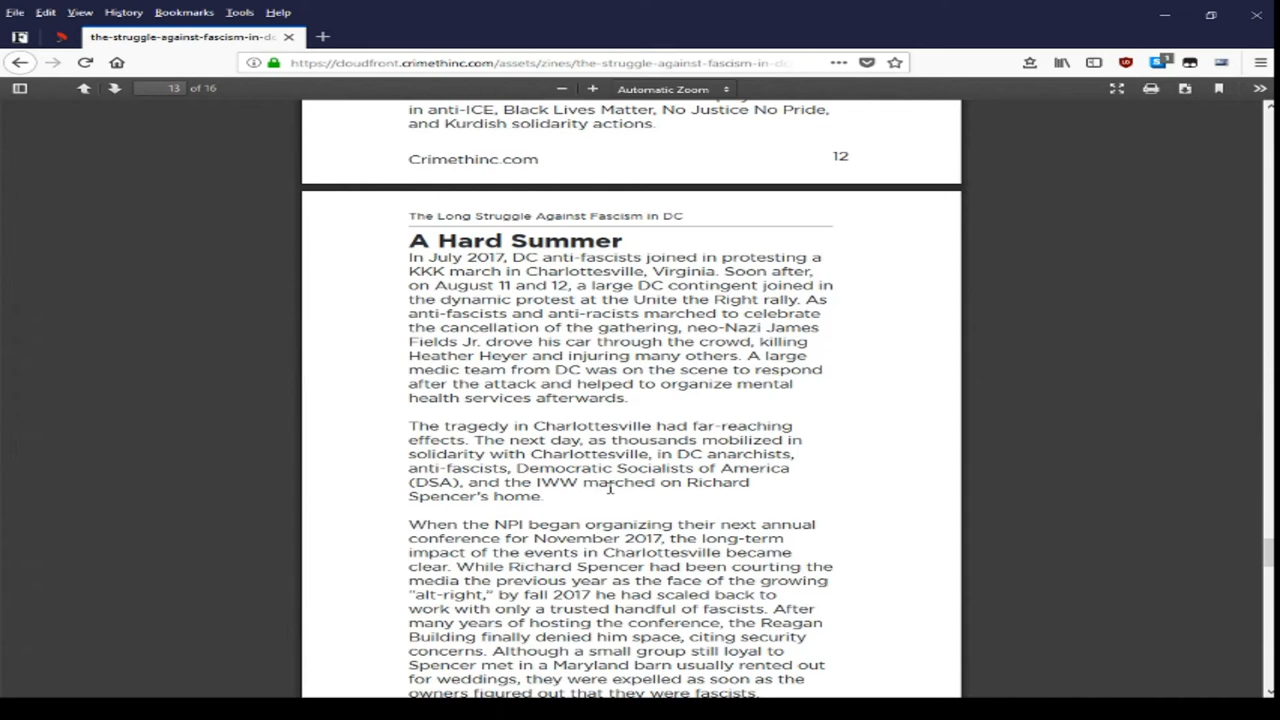 File Edit View History Bookmarks Tools Help
the-struggle-against-fascism-in-dc
https://cloudfront.crimethinc.com/assets/zines/the-struggle-against-fascism-in-dc
13 of 16
Automatic Zoom
in anti-ICE, Black Lives Matter, No Justice No Pride,
and Kurdish solidarity actions.
Crimethinc.com 12
The Long Struggle Against Fascism in DC
A Hard Summer
In July 2017, DC anti-fascists joined in protesting a
KKK march in Charlottesville, Virginia. Soon after,
on August 11 and 12, a large DC contingent joined in
the dynamic protest at the Unite the Right rally. As
anti-fascists and anti-racists marched to celebrate
the cancellation of the gathering, neo-Nazi James
Fields Jr. drove his car through the crowd, killing
Heather Heyer and injuring many others. A large
medic team from DC was on the scene to respond
after the attack and helped to organize mental
health services afterwards.
The tragedy in Charlottesville had far-reaching
effects. The next day, as thousands mobilized in
solidarity with Charlottesville, in DC anarchists,
anti-fascists, Democratic Socialists of America
(DSA), and the IWW marched on Richard
Spencer's home.
When the NPI began organizing their next annual
conference for November 2017, the long-term
impact of the events in Charlottesville became
clear. While Richard Spencer had been courting the
media the previous year as the face of the growing
"alt-right," by fall 2017 he had scaled back to
work with only a trusted handful of fascists. After
many years of hosting the conference, the Reagan
Building finally denied him space, citing security
concerns. Although a small group still loyal to
Spencer met in a Maryland barn usually rented out
for weddings, they were expelled as soon as the
owners figured out that they were fascists.